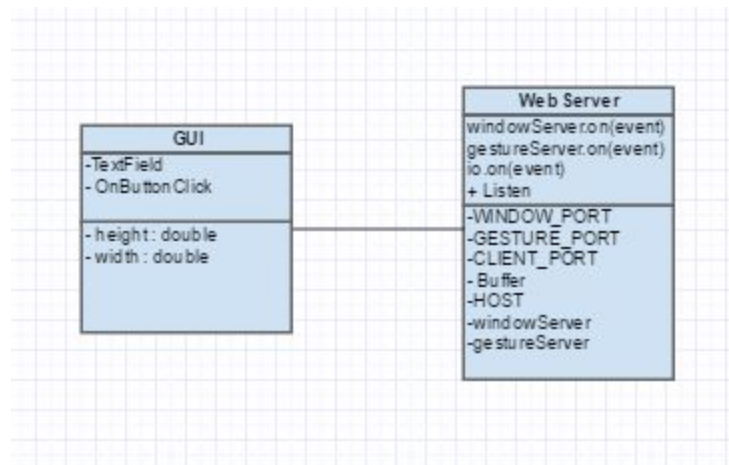 GUI
-TextField
- OnButtonClick
- height : double
- width : double
Web Server
windowServer.on(event)
gestureServer.on(event)
io.on(event)
+ Listen
-WINDOW_PORT
-GESTURE_PORT
-CLIENT_PORT
- Buffer
-HOST
-windowServer
-gestureServer